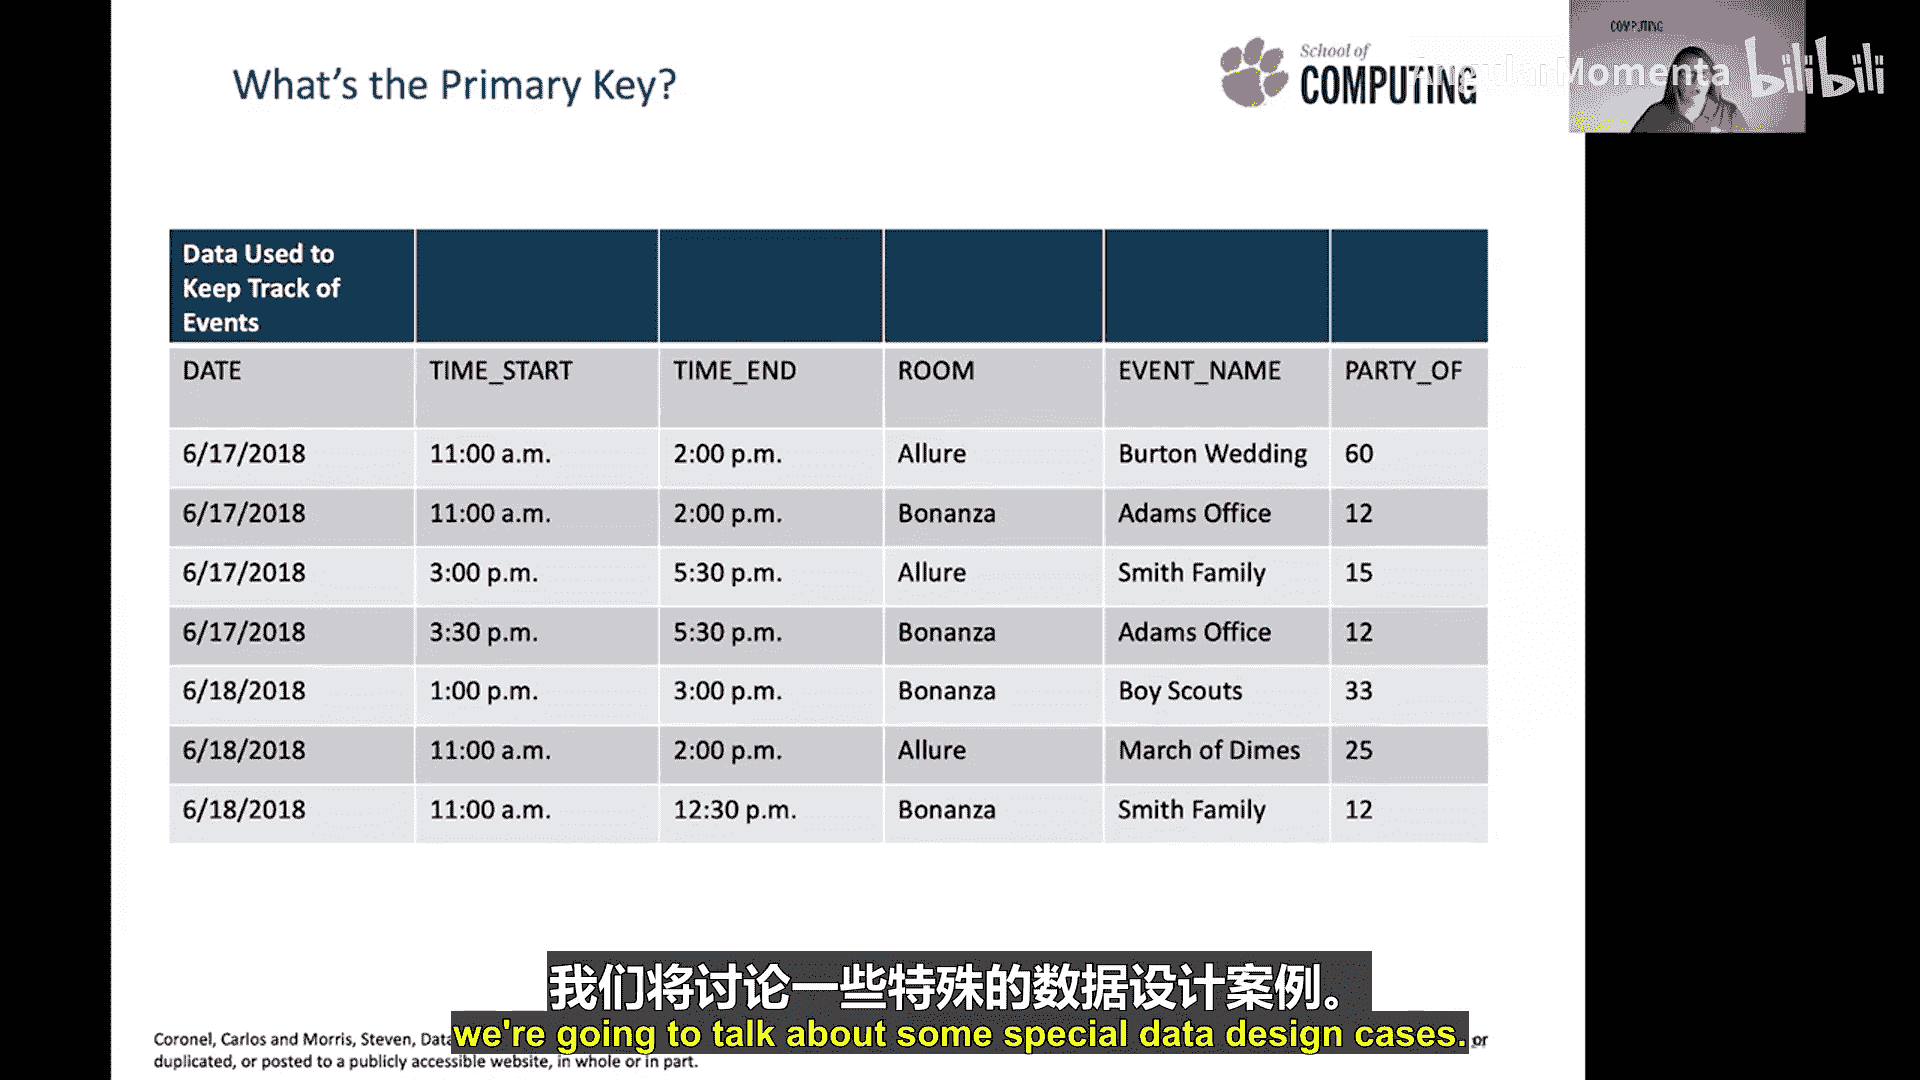 What's the Primary Key?
School of
COMPUTING
COMPUTING
AngularMomenta bilibili
Data Used to
Keep Track of
Events
DATE TIME_START TIME_END ROOM EVENT_NAME PARTY_OF
6/17/2018 11:00 a.m. 2:00 p.m. Allure Burton Wedding 60
6/17/2018 11:00 a.m. 2:00 p.m. Bonanza Adams Office 12
6/17/2018 3:00 p.m. 5:30 p.m. Allure Smith Family 15
6/17/2018 3:30 p.m. 5:30 p.m. Bonanza Adams Office 12
6/18/2018 1:00 p.m. 3:00 p.m. Bonanza Boy Scouts 33
6/18/2018 11:00 a.m. 2:00 p.m. Allure March of Dimes 25
6/18/2018 11:00 a.m. 12:30 p.m. Bonanza Smith Family 12
我们将讨论一些特殊的数据设计案例。
we're going to talk about some special data design cases.
Coronel, Carlos and Morris, Steven, or
duplicated, or posted to a publicly accessible website, in whole or in part.